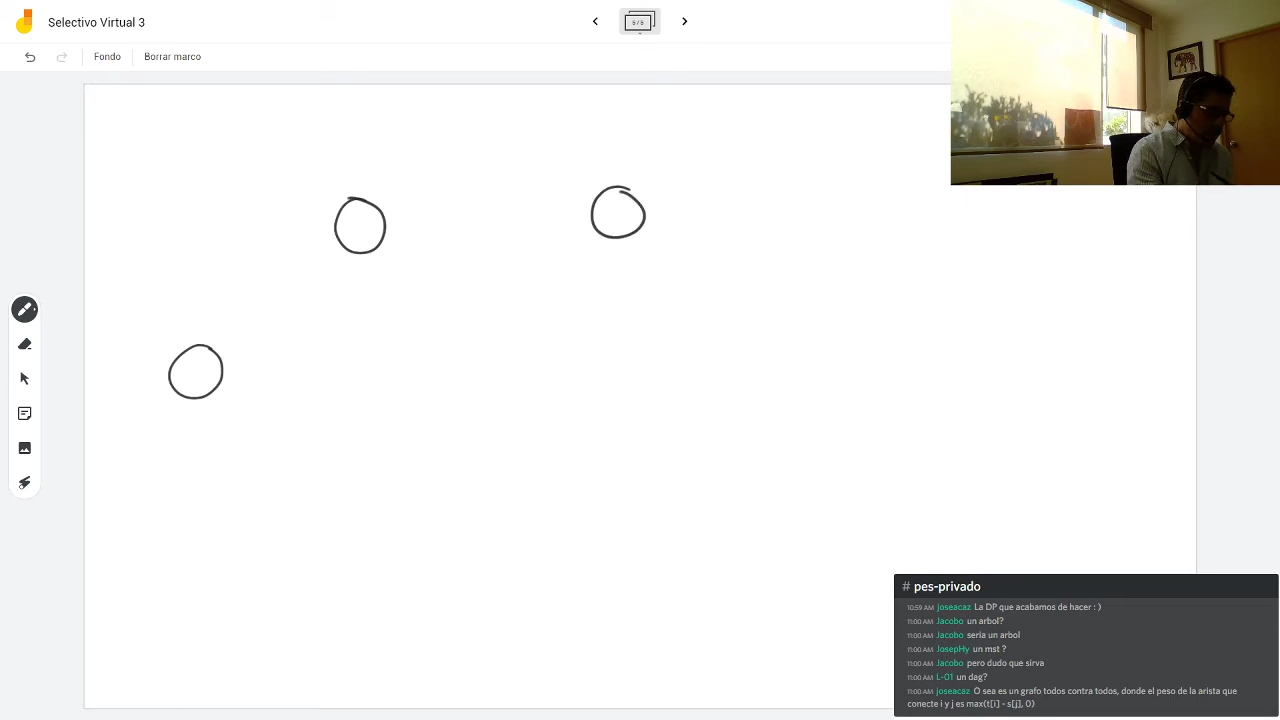 Selectivo Virtual 3
5 / 5
Fondo
Borrar marco
# pes-privado
10:59 AM joseacaz La DP que acabamos de hacer : )
11:00 AM Jacobo un arbol?
11:00 AM Jacobo seria un arbol
11:00 AM JosepHy un mst ?
11:00 AM Jacobo pero dudo que sirva
11:00 AM L-01 un dag?
11:00 AM joseacaz O sea es un grafo todos contra todos, donde el peso de la arista que
conecte i y j es max(t[i] - s[j], 0)